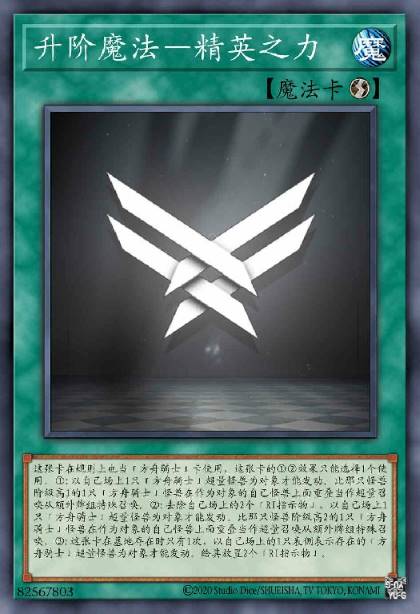 升阶魔法－精英之力
魔
【魔法卡】
这张卡在规则上也当「方舟骑士」卡使用。这张卡的①②效果只能选择1个
使用。①：以自己场上1只「方舟骑士」超量怪兽为对象才能发动。比那只怪兽
阶级高1的1只「方舟骑士」怪兽在作为对象的自己怪兽上面重叠当作超量召
唤从额外牌组特殊召唤。②：去除自己场上的2个「RI指示物」，以自己场上1只
「方舟骑士」超量怪兽为对象才能发动。比那只怪兽阶级高2的1只「方舟骑士」
怪兽在作为对象的自己怪兽上面重叠当作超量召唤从额外牌组特殊召
唤。③：这张卡在墓地存在时只有1次，以自己场上的1只表侧表示存在的「方
舟骑士」超量怪兽为对象才能发动。给其放置2个「RI指示物」。
82567803
©2020 Studio Dice/SHUEISHA, TV TOKYO, KONAMI